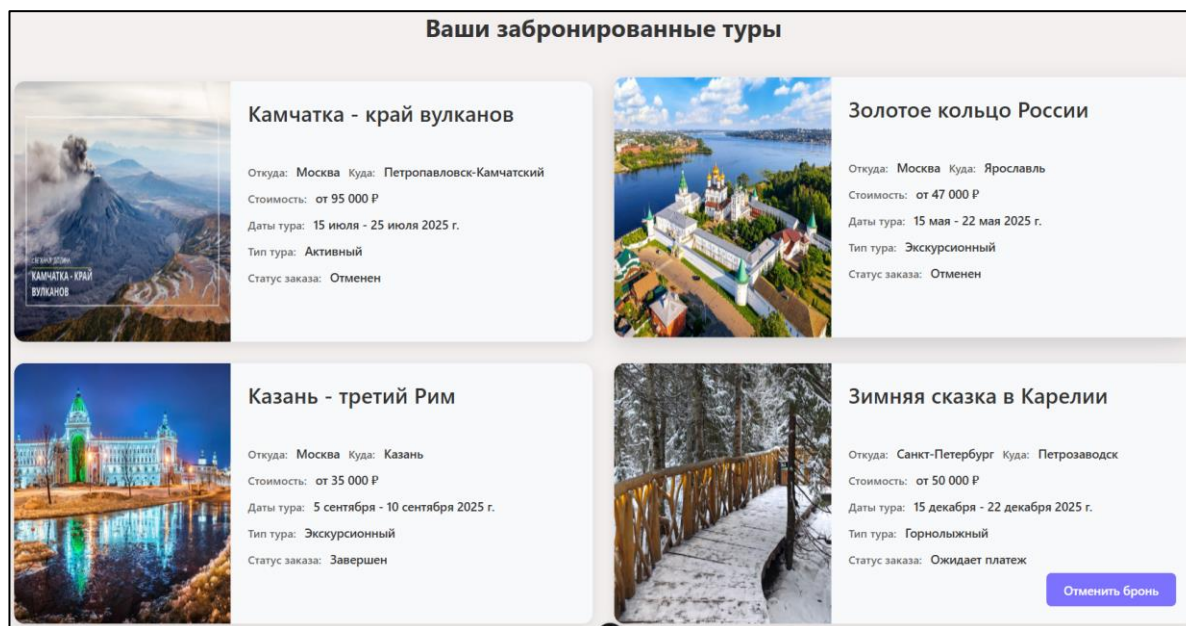 Ваши забронированные туры
Камчатка - край вулканов
Откуда: Москва Куда: Петропавловск-Камчатский
Стоимость: от 95 000 ₽
Даты тура: 15 июля - 25 июля 2025 г.
Тип тура: Активный
Статус заказа: Отменен
КАМЧАТКА - КРАЙ
ВУЛКАНОВ
Золотое кольцо России
Откуда: Москва Куда: Ярославль
Стоимость: от 47 000 ₽
Даты тура: 15 мая - 22 мая 2025 г.
Тип тура: Экскурсионный
Статус заказа: Отменен
Казань - третий Рим
Откуда: Москва Куда: Казань
Стоимость: от 35 000 ₽
Даты тура: 5 сентября - 10 сентября 2025 г.
Тип тура: Экскурсионный
Статус заказа: Завершен
Зимняя сказка в Карелии
Откуда: Санкт-Петербург Куда: Петрозаводск
Стоимость: от 50 000 ₽
Даты тура: 15 декабря - 22 декабря 2025 г.
Тип тура: Горнолыжный
Статус заказа: Ожидает платеж
Отменить бронь